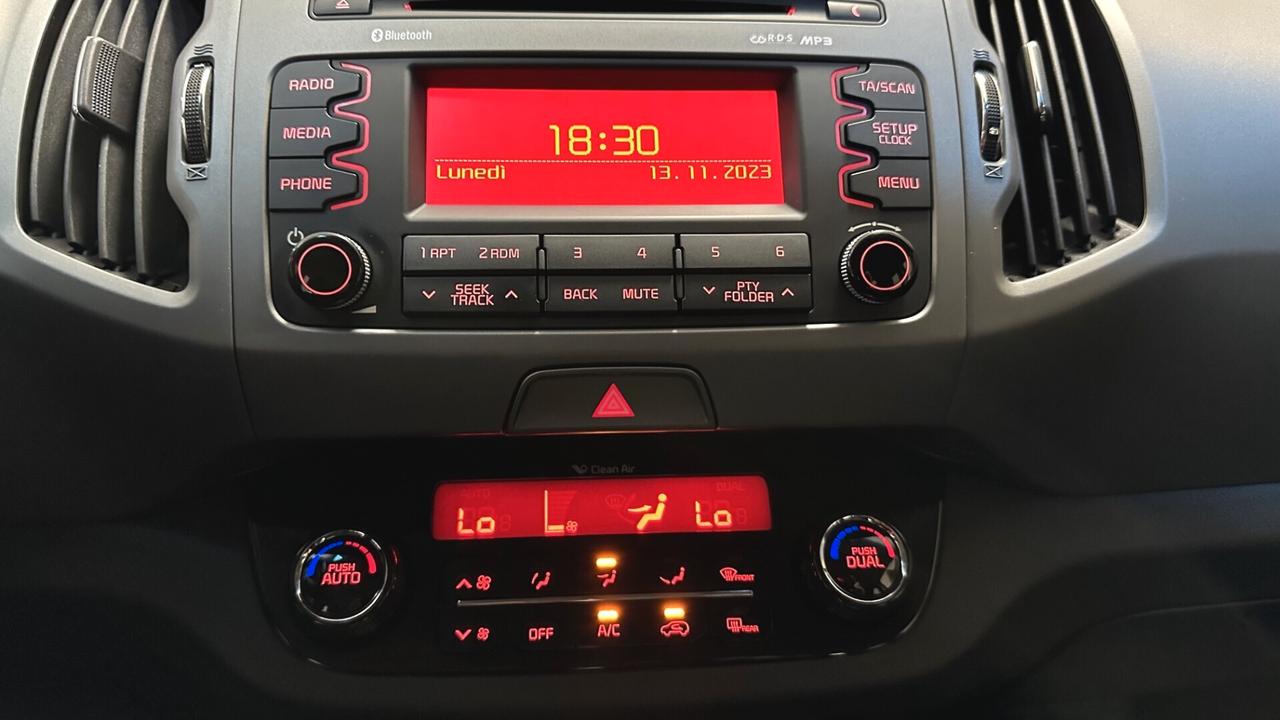 Bluetooth
R·D·S MP3
RADIO
TA/SCAN
MEDIA
SETUP
CLOCK
PHONE
MENU
18:30
Lunedì 13.11.2023
1 RPT 2 RDM 3 4 5 6
SEEK
TRACK
BACK MUTE
PTY
FOLDER
Clean Air
AUTO DUAL
Lo Lo
PUSH
AUTO
PUSH
DUAL
FRONT
OFF A/C REAR